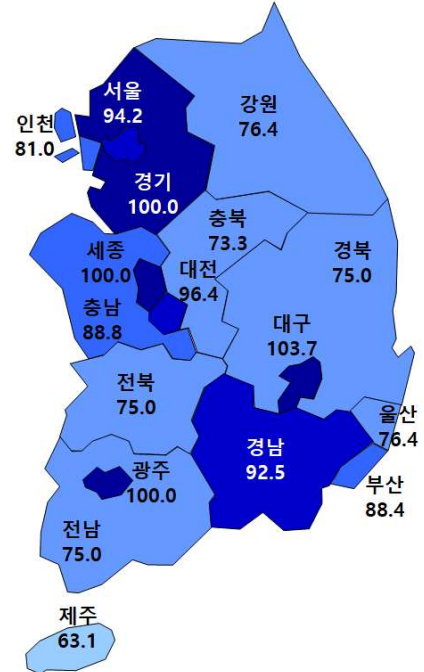 서울
94.2
인천
81.0
강원
76.4
경기
100.0
충북
73.3
세종
100.0
대전
96.4
경북
75.0
충남
88.8
대구
103.7
전북
75.0
울산
76.4
경남
92.5
광주
100.0
부산
88.4
전남
75.0
제주
63.1